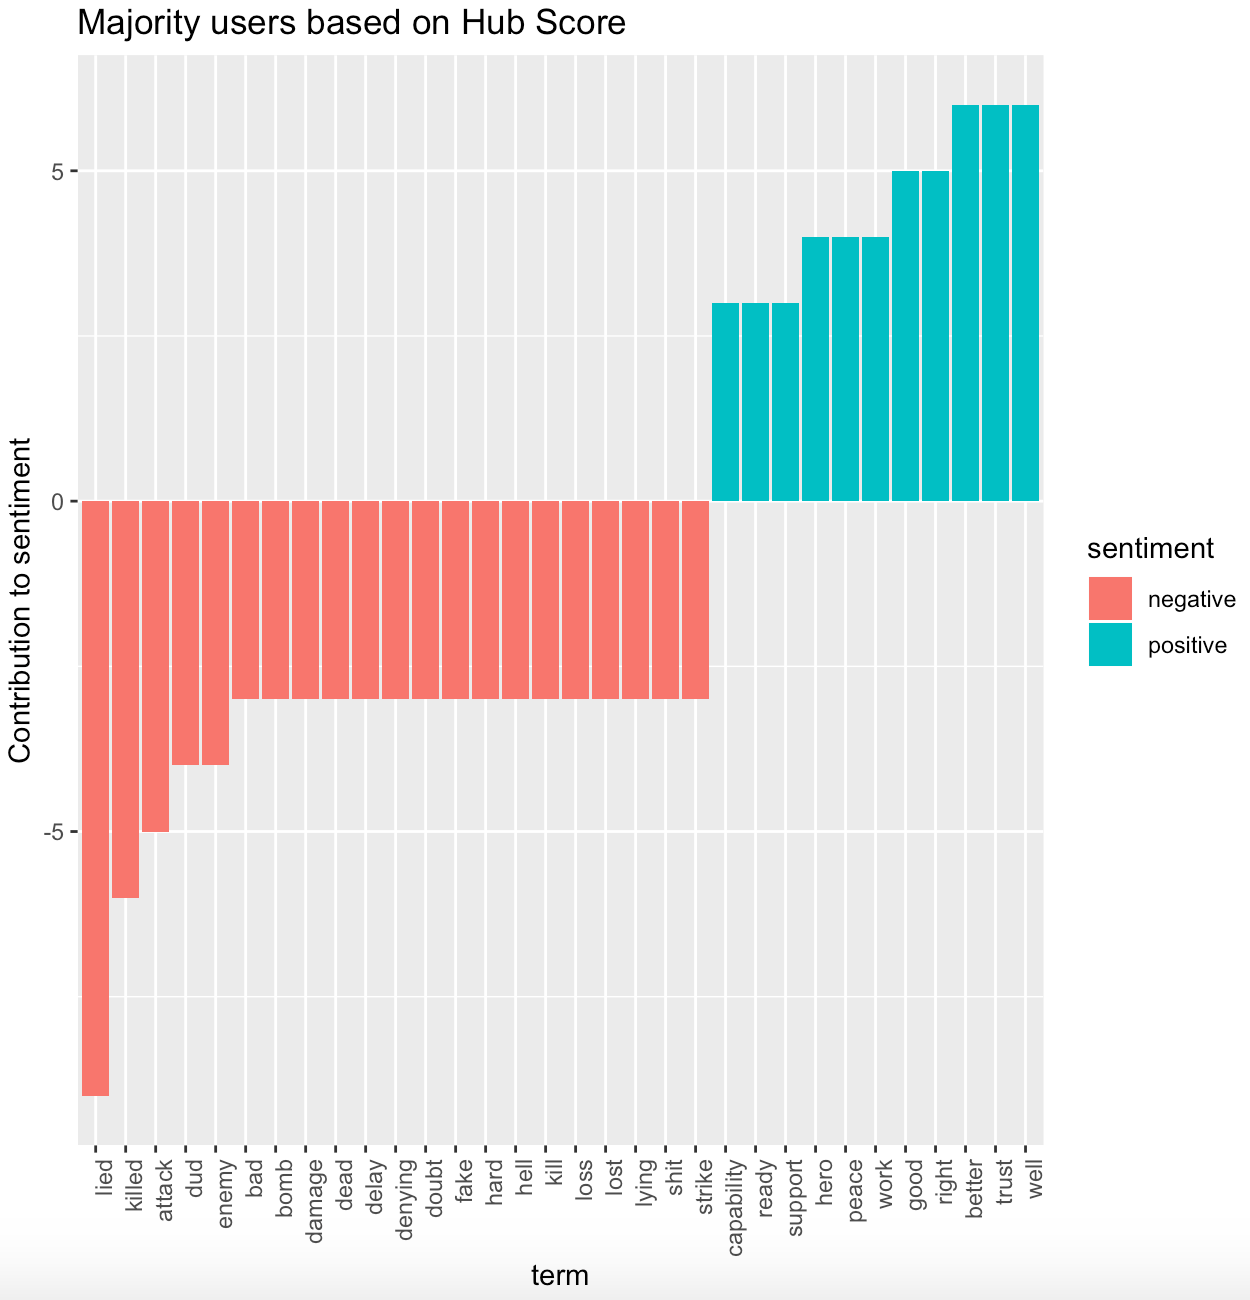 Majority users based on Hub Score
Contribution to sentiment
5
0
-5
lied
killed
attack
dud
enemy
bad
bomb
damage
dead
delay
denying
doubt
fake
hard
hell
kill
loss
lost
lying
shit
strike
capability
ready
support
hero
peace
work
good
right
better
trust
well
term
sentiment
negative
positive